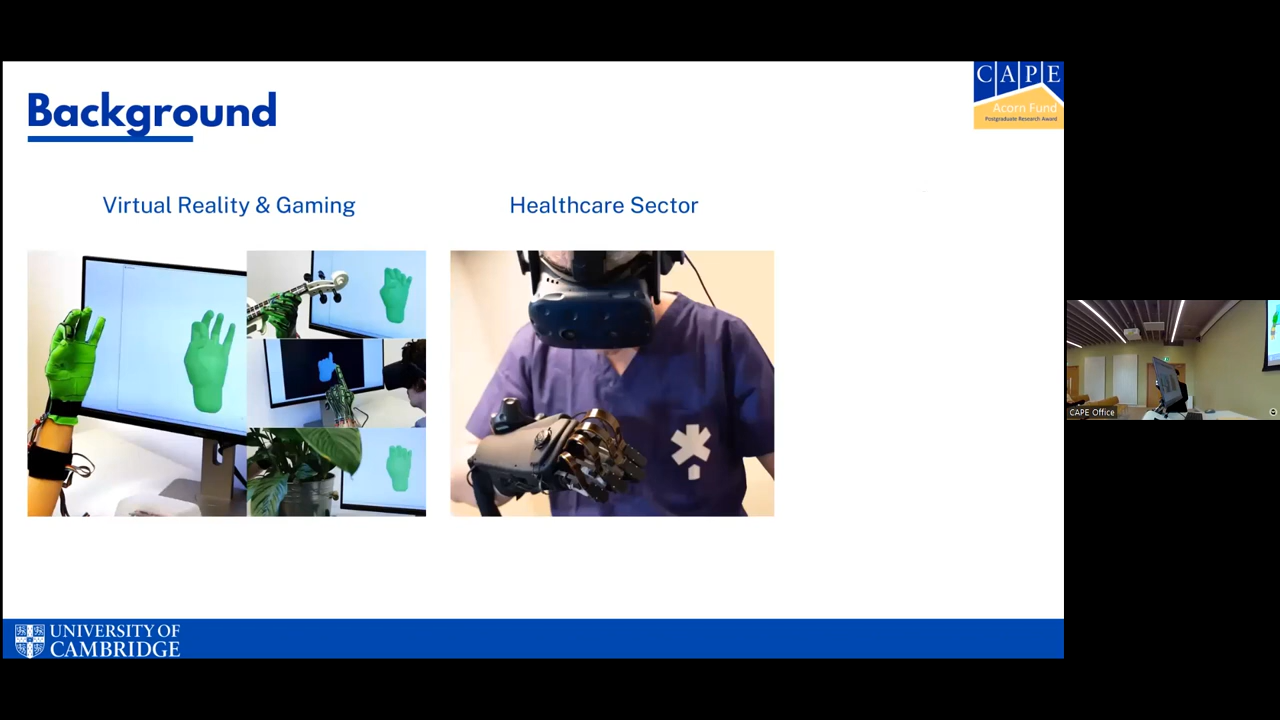 Background
CAPE
Acorn Fund
Postgraduate Research Award
Virtual Reality & Gaming
Healthcare Sector
CAPE Office
UNIVERSITY OF
CAMBRIDGE